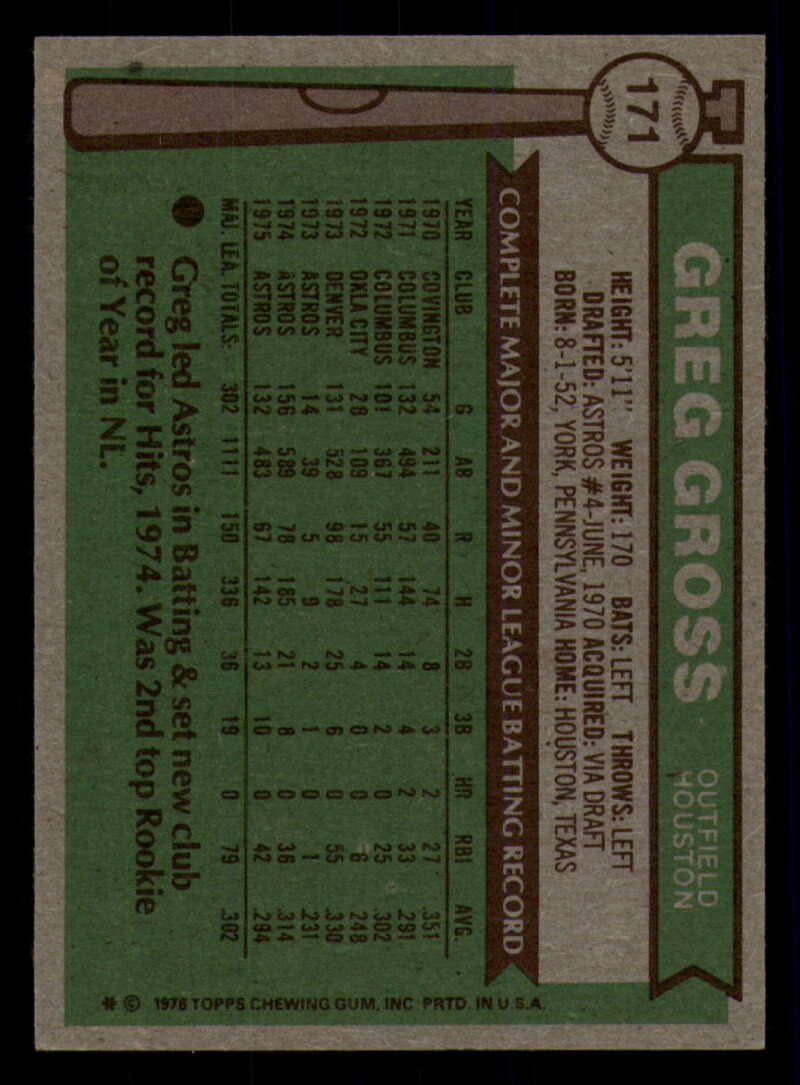 171
GREG GROSS
OUTFIELD
HOUSTON
HEIGHT: 5'11" WEIGHT: 170 BATS: LEFT THROWS: LEFT
DRAFTED: ASTROS #4-JUNE, 1970 ACQUIRED: VIA DRAFT
BORN: 8-1-52, YORK, PENNSYLVANIA HOME: HOUSTON, TEXAS
COMPLETE MAJOR AND MINOR LEAGUE BATTING RECORD
YEAR CLUB G AB R H 2B 3B HR RBI AVG.
1970 COVINGTON 54 211 40 74 8 3 2 27 .351
1971 COLUMBUS 132 494 57 144 14 4 2 33 .291
1972 COLUMBUS 101 367 55 111 14 2 0 25 .302
1972 OKLA CITY 28 109 15 27 4 0 0 6 .248
1973 DENVER 131 528 98 178 25 6 0 55 .330
1973 ASTROS 14 39 5 9 2 1 0 1 .231
1974 ASTROS 156 589 78 185 21 8 0 36 .314
1975 ASTROS 132 483 67 142 13 10 0 42 .294
MAJ. LEA. TOTALS: 302 1111 150 336 36 19 0 79 .302
Greg led Astros in Batting & set new club
record for Hits, 1974. Was 2nd top Rookie
of Year in NL.
* © 1976 TOPPS CHEWING GUM, INC PRTD. IN U.S.A.